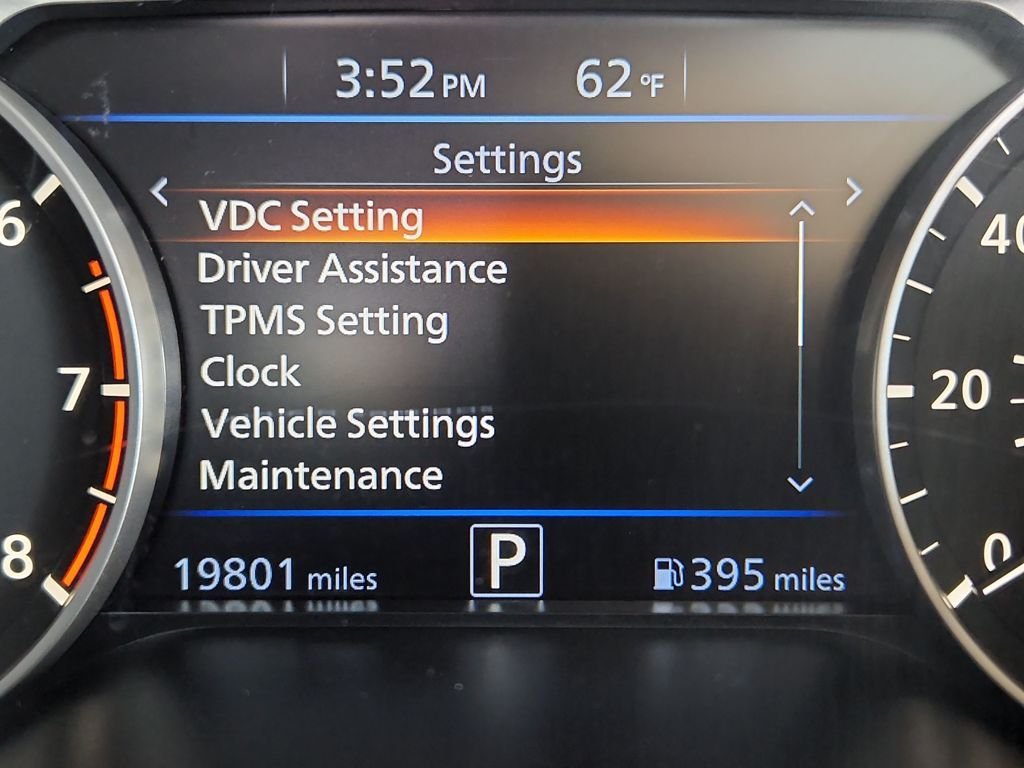 3:52 PM 62 °F
Settings
VDC Setting
Driver Assistance
TPMS Setting
Clock
Vehicle Settings
Maintenance
19801 miles P 395 miles
6
7
8
40
20
0